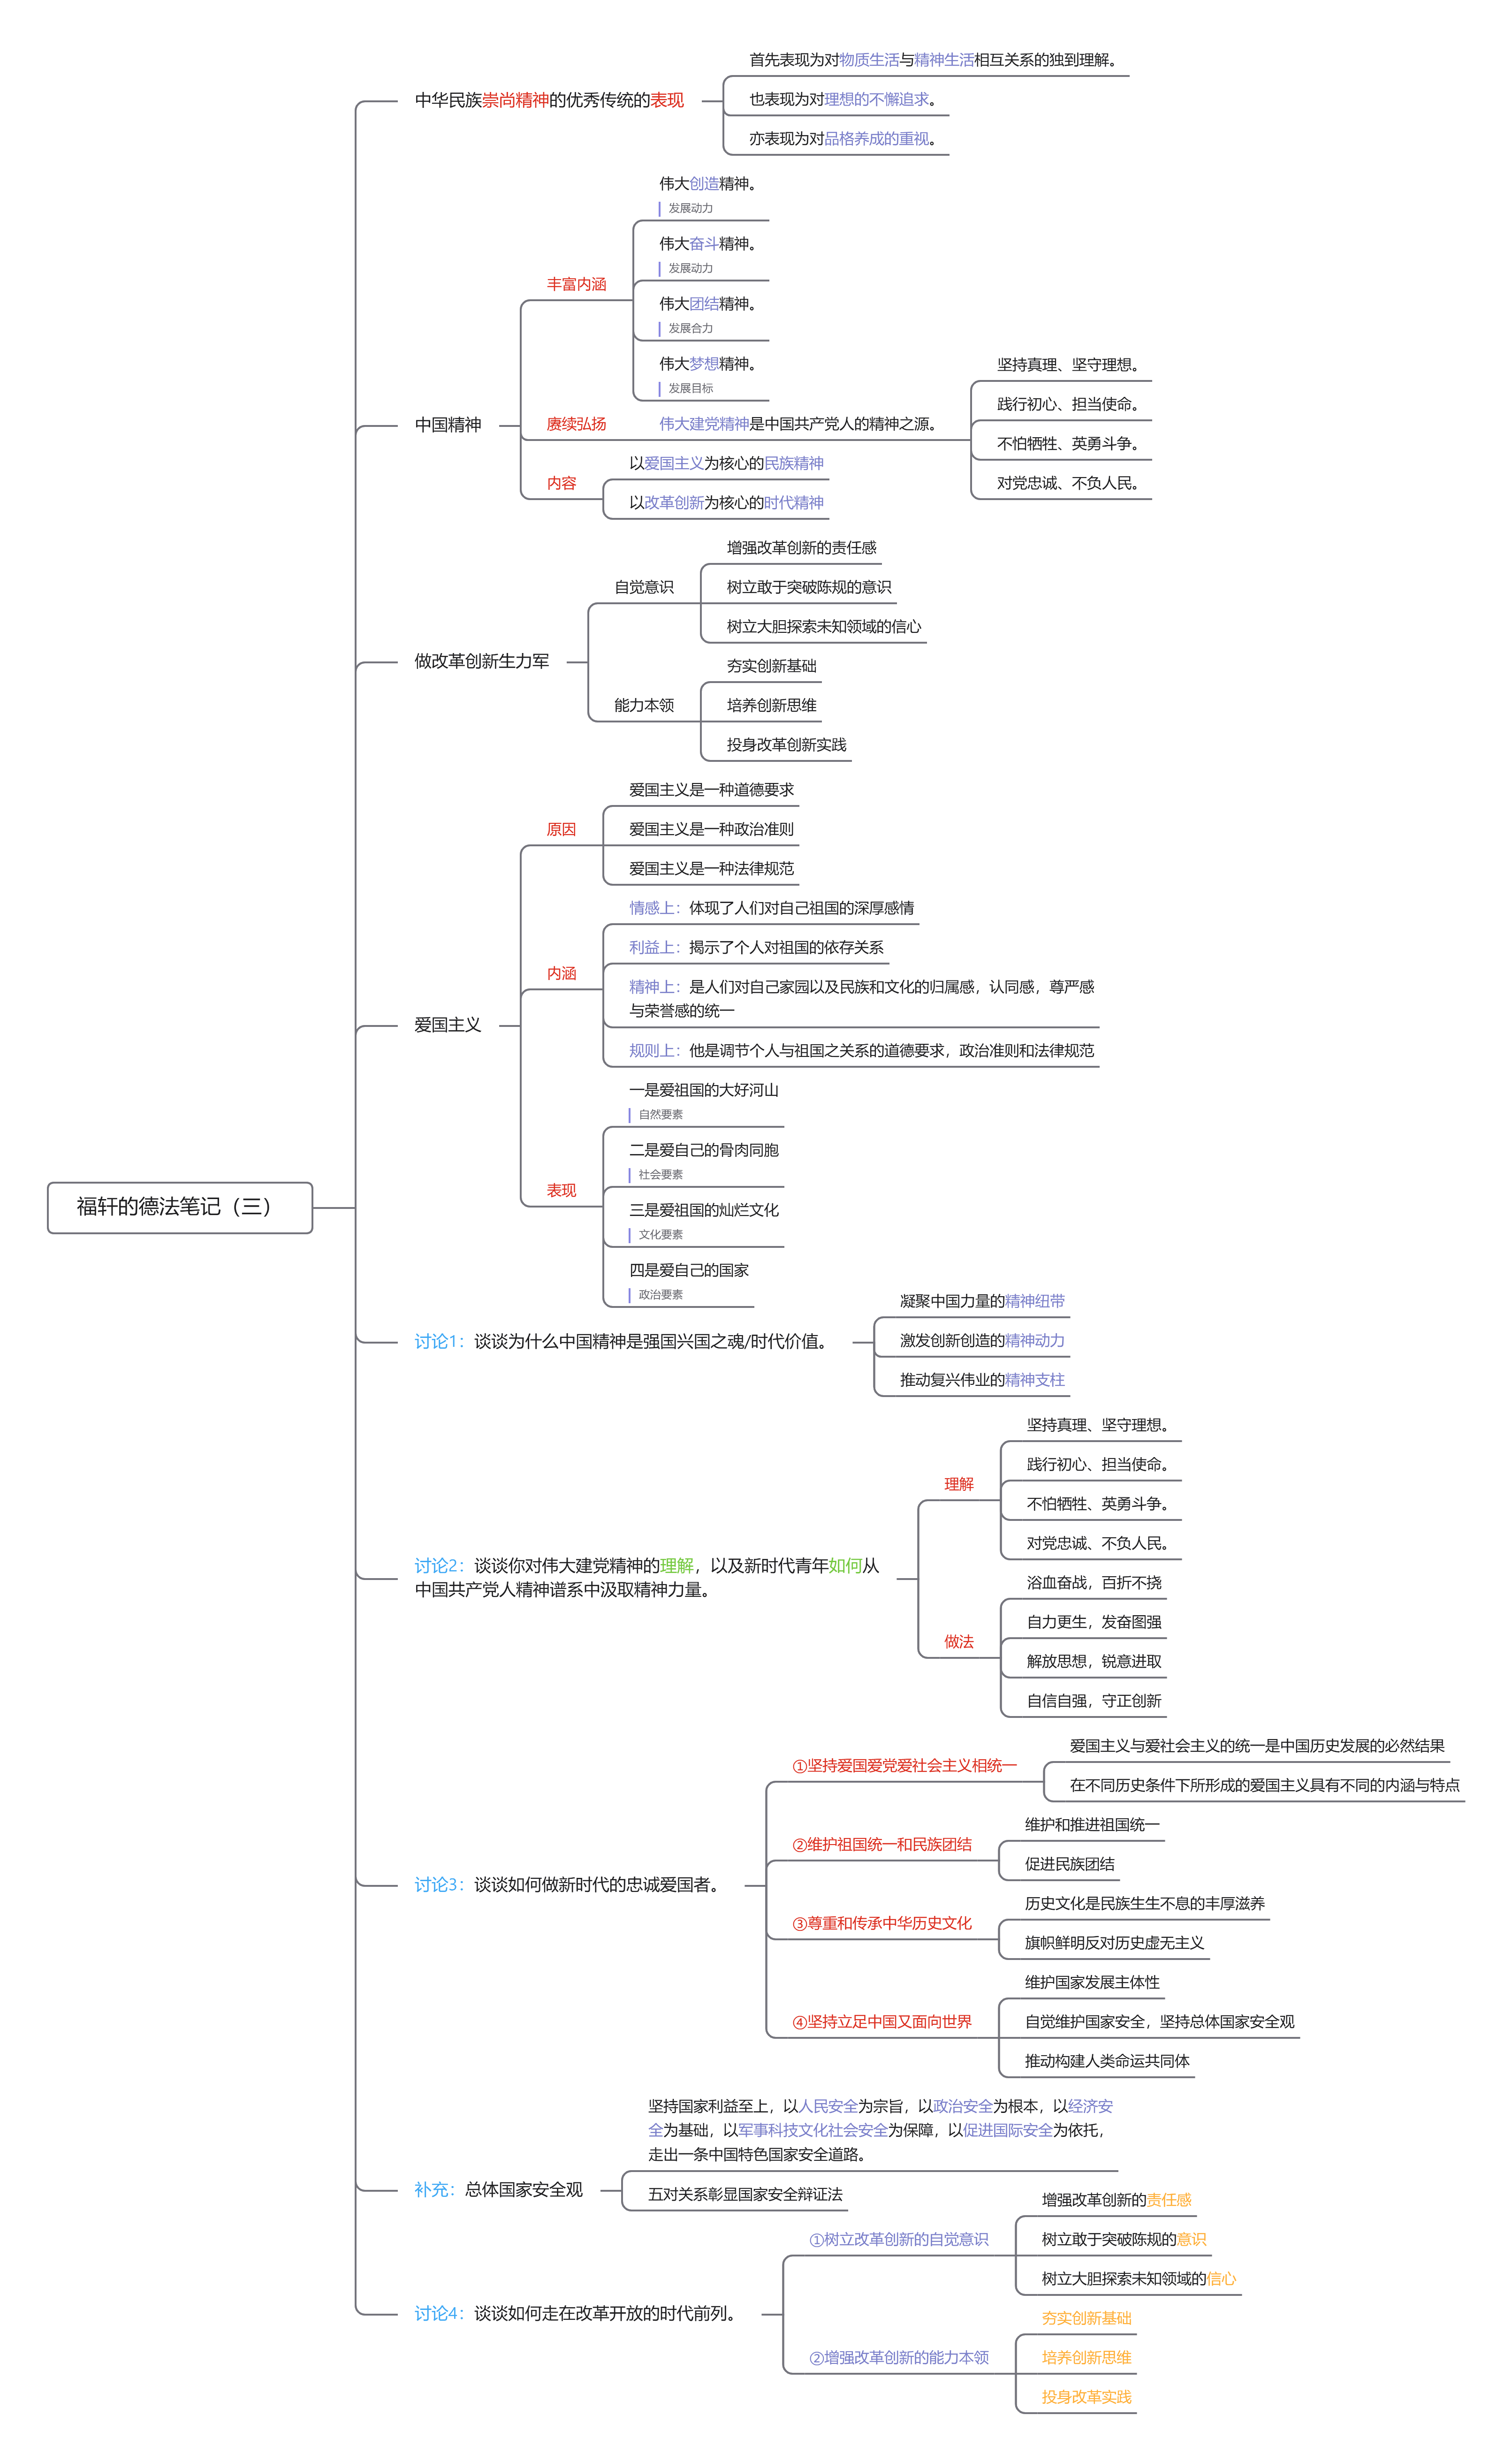 福轩的德法笔记（三）
中华民族崇尚精神的优秀传统的表现
首先表现为对物质生活与精神生活相互关系的独到理解。
也表现为对理想的不懈追求。
亦表现为对品格养成的重视。
中国精神
丰富内涵
伟大创造精神。
发展动力
伟大奋斗精神。
发展动力
伟大团结精神。
发展合力
伟大梦想精神。
发展目标
赓续弘扬
伟大建党精神是中国共产党人的精神之源。
坚持真理、坚守理想。
践行初心、担当使命。
不怕牺牲、英勇斗争。
对党忠诚、不负人民。
内容
以爱国主义为核心的民族精神
以改革创新为核心的时代精神
做改革创新生力军
自觉意识
增强改革创新的责任感
树立敢于突破陈规的意识
树立大胆探索未知领域的信心
能力本领
夯实创新基础
培养创新思维
投身改革创新实践
爱国主义
原因
爱国主义是一种道德要求
爱国主义是一种政治准则
爱国主义是一种法律规范
内涵
情感上：体现了人们对自己祖国的深厚感情
利益上：揭示了个人对祖国的依存关系
精神上：是人们对自己家园以及民族和文化的归属感，认同感，尊严感
与荣誉感的统一
规则上：他是调节个人与祖国之关系的道德要求，政治准则和法律规范
表现
一是爱祖国的大好河山
自然要素
二是爱自己的骨肉同胞
社会要素
三是爱祖国的灿烂文化
文化要素
四是爱自己的国家
政治要素
讨论1：谈谈为什么中国精神是强国兴国之魂/时代价值。
凝聚中国力量的精神纽带
激发创新创造的精神动力
推动复兴伟业的精神支柱
讨论2：谈谈你对伟大建党精神的理解，以及新时代青年如何从
中国共产党人精神谱系中汲取精神力量。
理解
坚持真理、坚守理想。
践行初心、担当使命。
不怕牺牲、英勇斗争。
对党忠诚、不负人民。
做法
浴血奋战，百折不挠
自力更生，发奋图强
解放思想，锐意进取
自信自强，守正创新
讨论3：谈谈如何做新时代的忠诚爱国者。
①坚持爱国爱党爱社会主义相统一
爱国主义与爱社会主义的统一是中国历史发展的必然结果
在不同历史条件下所形成的爱国主义具有不同的内涵与特点
②维护祖国统一和民族团结
维护和推进祖国统一
促进民族团结
③尊重和传承中华历史文化
历史文化是民族生生不息的丰厚滋养
旗帜鲜明反对历史虚无主义
④坚持立足中国又面向世界
维护国家发展主体性
自觉维护国家安全，坚持总体国家安全观
推动构建人类命运共同体
补充：总体国家安全观
坚持国家利益至上，以人民安全为宗旨，以政治安全为根本，以经济安
全为基础，以军事科技文化社会安全为保障，以促进国际安全为依托，
走出一条中国特色国家安全道路。
五对关系彰显国家安全辩证法
讨论4：谈谈如何走在改革开放的时代前列。
①树立改革创新的自觉意识
增强改革创新的责任感
树立敢于突破陈规的意识
树立大胆探索未知领域的信心
②增强改革创新的能力本领
夯实创新基础
培养创新思维
投身改革实践